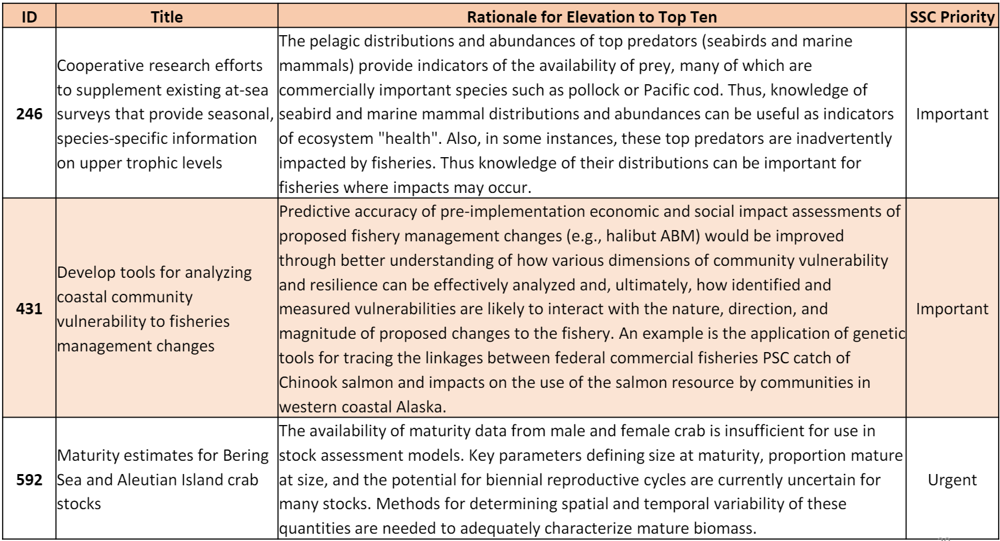 ID Title Rationale for Elevation to Top Ten SSC Priority
246
Cooperative research efforts
to supplement existing at-sea
surveys that provide seasonal,
species-specific information
on upper trophic levels
The pelagic distributions and abundances of top predators (seabirds and marine
mammals) provide indicators of the availability of prey, many of which are
commercially important species such as pollock or Pacific cod. Thus, knowledge of
seabird and marine mammal distributions and abundances can be useful as indicators
of ecosystem "health". Also, in some instances, these top predators are inadvertently
impacted by fisheries. Thus knowledge of their distributions can be important for
fisheries where impacts may occur.
Important
431
Develop tools for analyzing
coastal community
vulnerability to fisheries
management changes
Predictive accuracy of pre-implementation economic and social impact assessments of
proposed fishery management changes (e.g., halibut ABM) would be improved
through better understanding of how various dimensions of community vulnerability
and resilience can be effectively analyzed and, ultimately, how identified and
measured vulnerabilities are likely to interact with the nature, direction, and
magnitude of proposed changes to the fishery. An example is the application of genetic
tools for tracing the linkages between federal commercial fisheries PSC catch of
Chinook salmon and impacts on the use of the salmon resource by communities in
western coastal Alaska.
Important
592
Maturity estimates for Bering
Sea and Aleutian Island crab
stocks
The availability of maturity data from male and female crab is insufficient for use in
stock assessment models. Key parameters defining size at maturity, proportion mature
at size, and the potential for biennial reproductive cycles are currently uncertain for
many stocks. Methods for determining spatial and temporal variability of these
quantities are needed to adequately characterize mature biomass.
Urgent